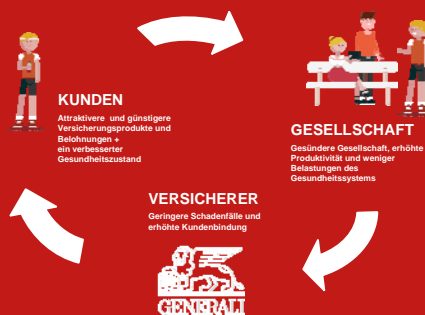 KUNDEN
Attraktivere und günstigere
Versicherungsprodukte und
Belohnungen +
ein verbesserter
Gesundheitszustand
GESELLSCHAFT
Gesündere Gesellschaft, erhöhte
Produktivität und weniger
Belastungen des
Gesundheitssystems
VERSICHERER
Geringere Schadenfälle und
erhöhte Kundenbindung
GENERALI